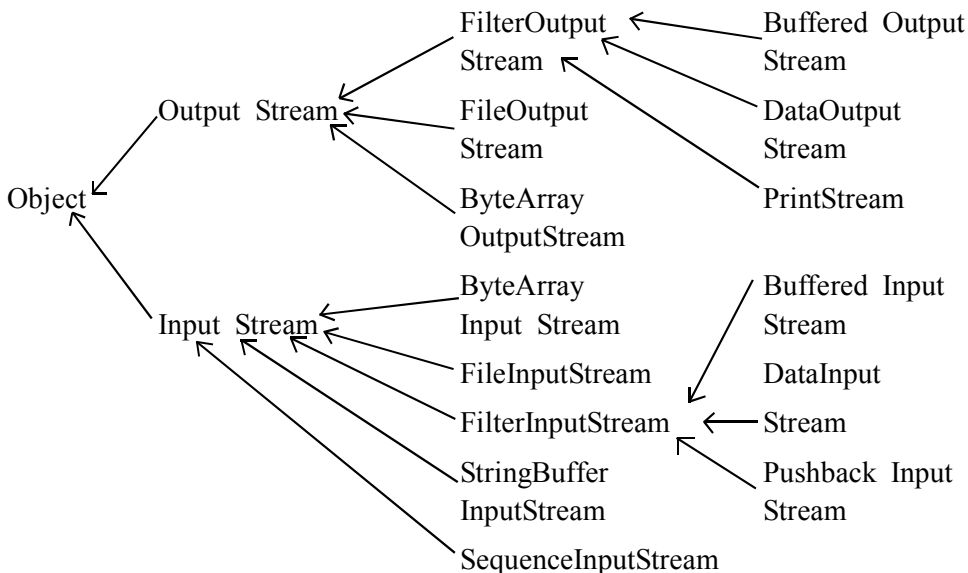 FilterOutput
Stream
Buffered Output
Stream
Output Stream
FileOutput
Stream
DataOutput
Stream
Object
ByteArray
OutputStream
PrintStream
Input Stream
ByteArray
Input Stream
Buffered Input
Stream
FileInputStream
DataInput
Stream
FilterInputStream
StringBuffer
InputStream
Pushback Input
Stream
SequenceInputStream